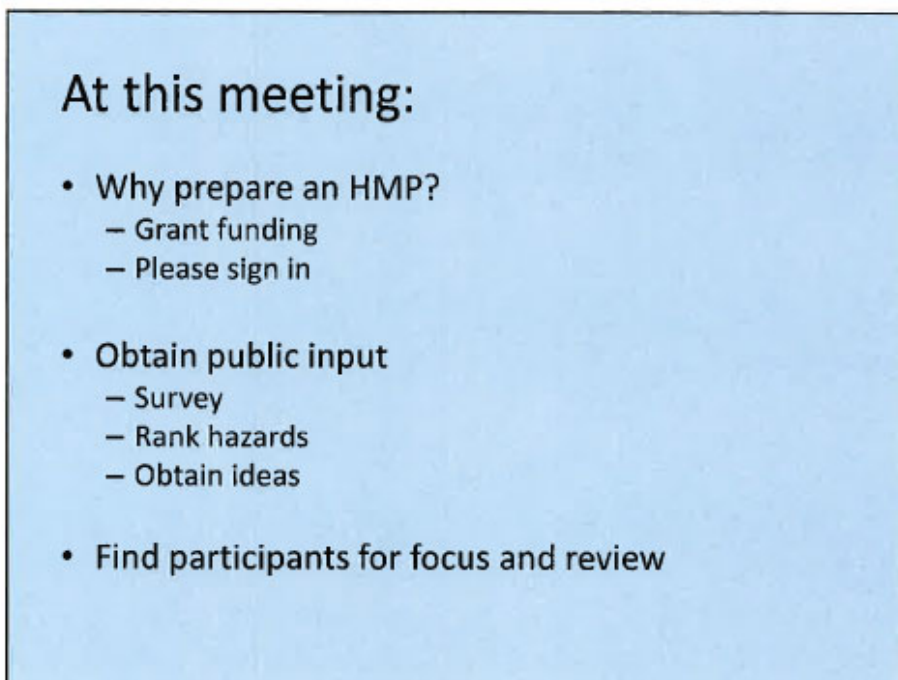 At this meeting:
• Why prepare an HMP?
– Grant funding
– Please sign in
• Obtain public input
– Survey
– Rank hazards
– Obtain ideas
• Find participants for focus and review